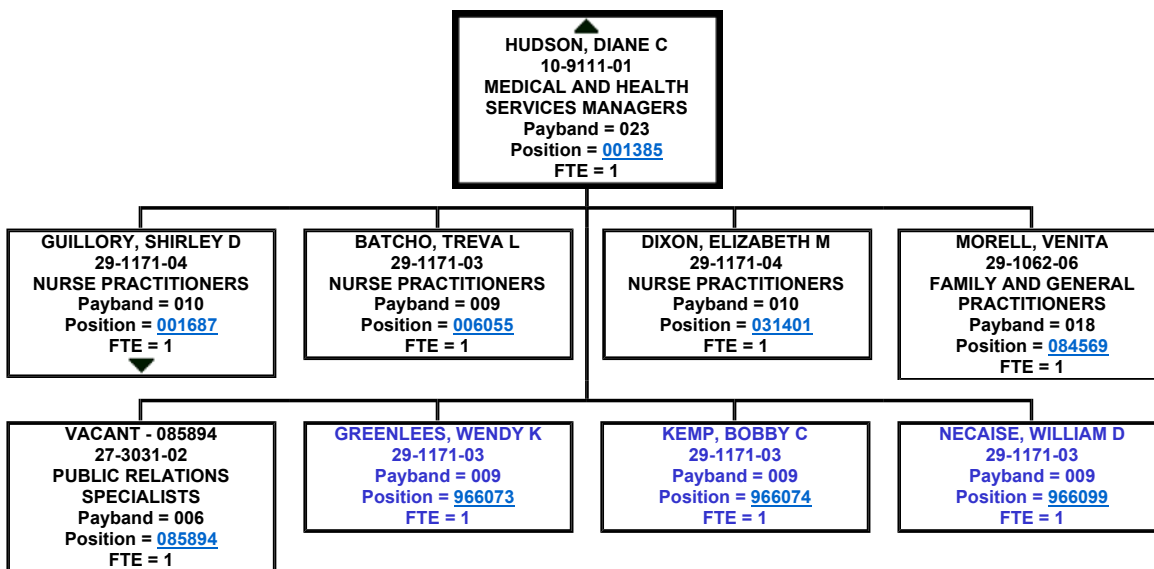 HUDSON, DIANE C
10-9111-01
MEDICAL AND HEALTH
SERVICES MANAGERS
Payband = 023
Position = 001385
FTE = 1
GUILLORY, SHIRLEY D
29-1171-04
NURSE PRACTITIONERS
Payband = 010
Position = 001687
FTE = 1
BATCHO, TREVA L
29-1171-03
NURSE PRACTITIONERS
Payband = 009
Position = 006055
FTE = 1
DIXON, ELIZABETH M
29-1171-04
NURSE PRACTITIONERS
Payband = 010
Position = 031401
FTE = 1
MORELL, VENITA
29-1062-06
FAMILY AND GENERAL
PRACTITIONERS
Payband = 018
Position = 084569
FTE = 1
VACANT - 085894
27-3031-02
PUBLIC RELATIONS
SPECIALISTS
Payband = 006
Position = 085894
FTE = 1
GREENLEES, WENDY K
29-1171-03
Payband = 009
Position = 966073
FTE = 1
KEMP, BOBBY C
29-1171-03
Payband = 009
Position = 966074
FTE = 1
NECAISE, WILLIAM D
29-1171-03
Payband = 009
Position = 966099
FTE = 1